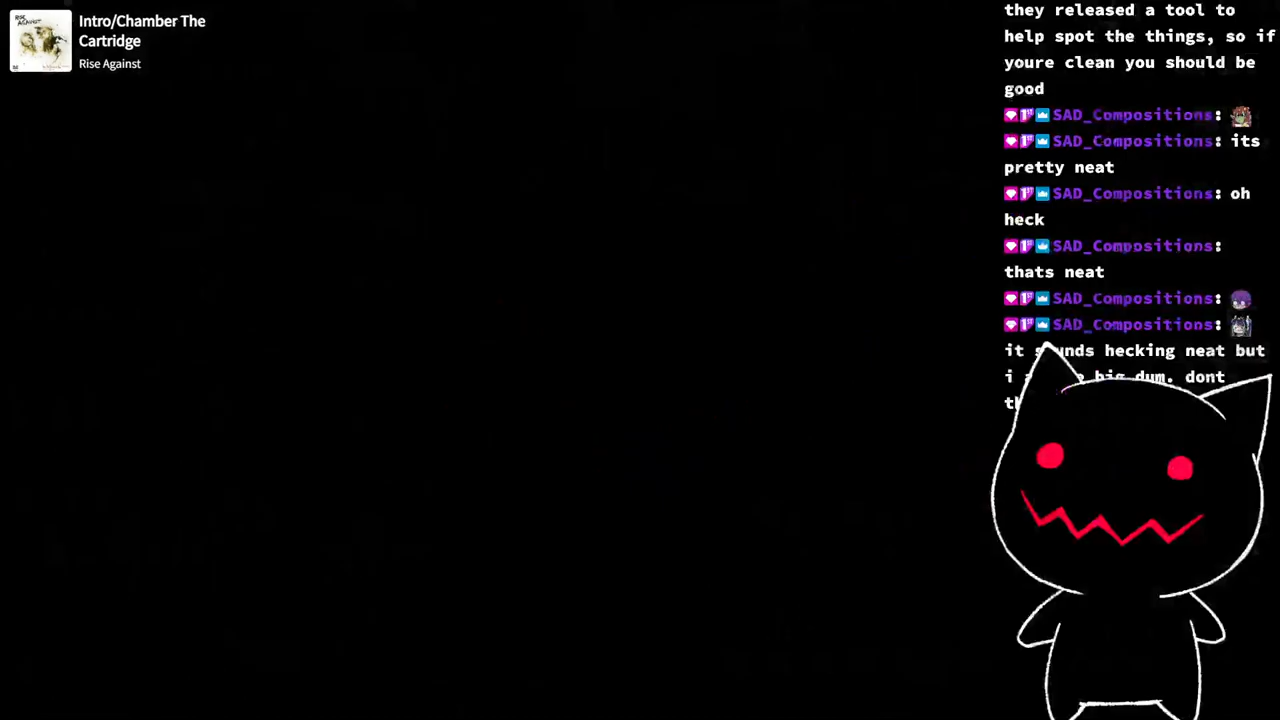 Intro/Chamber The
Cartridge
Rise Against
they released a tool to
help spot the things, so if
youre clean you should be
good
SAD_Compositions:
SAD_Compositions: its
pretty neat
SAD_Compositions: oh
heck
SAD_Compositions:
thats neat
SAD_Compositions:
SAD_Compositions:
it sounds hecking neat but
i big dum. dont